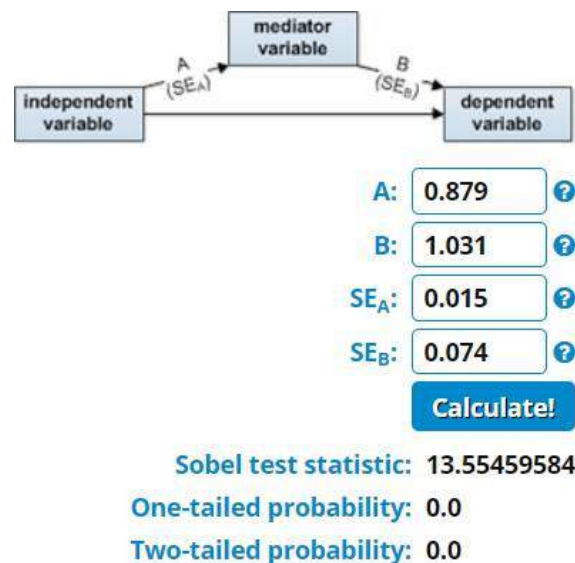 mediator
variable
A
(SEA)
B
(SEB)
independent
variable
dependent
variable
A: 0.879 ?
B: 1.031 ?
SEA: 0.015 ?
SEB: 0.074 ?
Calculate!
Sobel test statistic: 13.55459584
One-tailed probability: 0.0
Two-tailed probability: 0.0